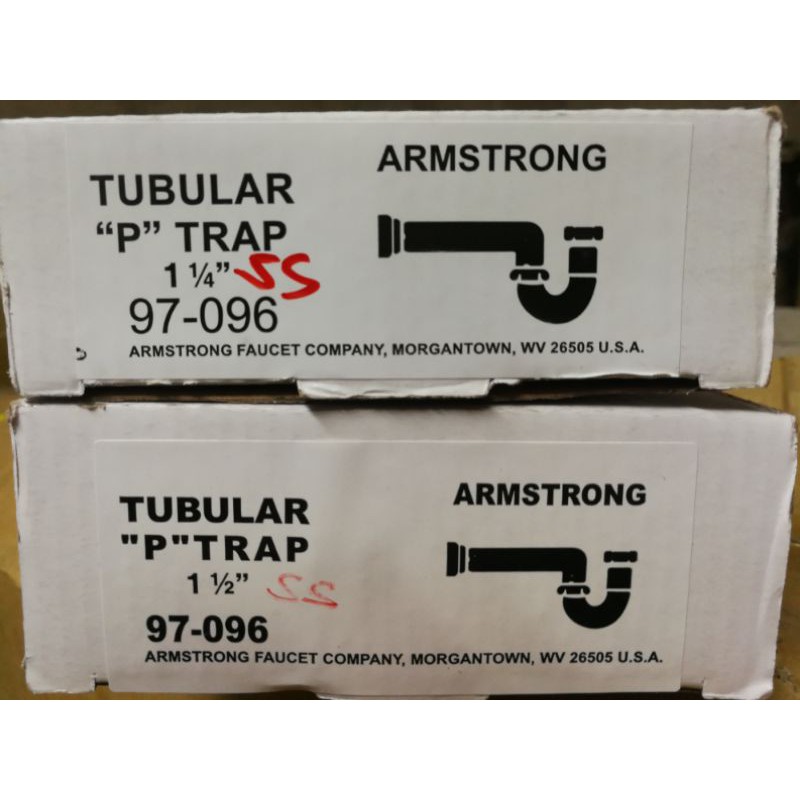 ARMSTRONG
TUBULAR
“P” TRAP
1 ¼” SS
97-096
ARMSTRONG FAUCET COMPANY, MORGANTOWN, WV 26505 U.S.A.
ARMSTRONG
TUBULAR
"P"TRAP
1 ½” SS
97-096
ARMSTRONG FAUCET COMPANY, MORGANTOWN, WV 26505 U.S.A.